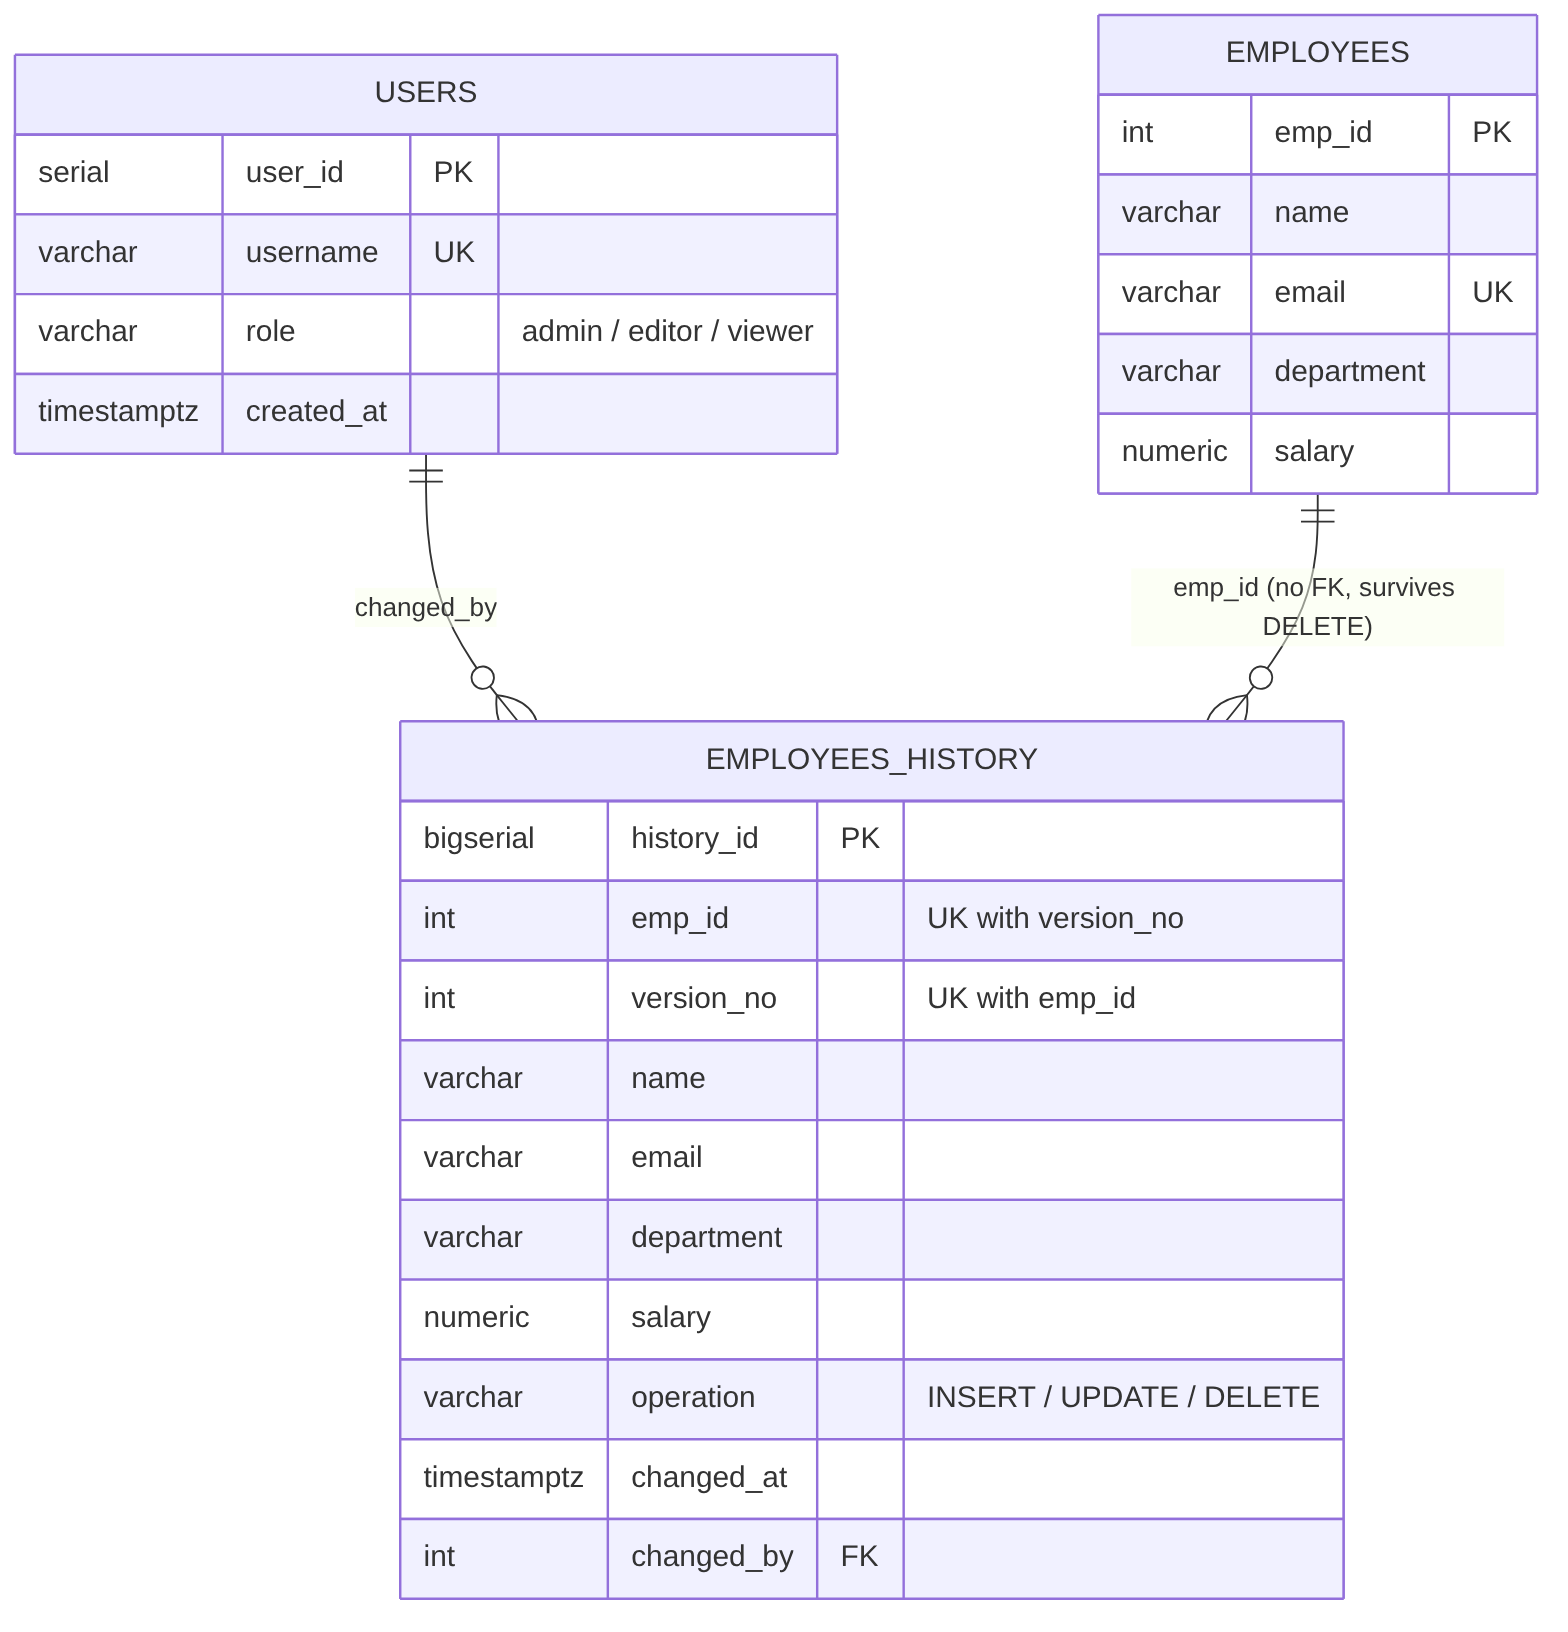 USERS
serial user_id PK
varchar username UK
varchar role admin / editor / viewer
timestamptz created_at
EMPLOYEES
int emp_id PK
varchar name
varchar email UK
varchar department
numeric salary
changed_by
emp_id (no FK, survives
DELETE)
EMPLOYEES_HISTORY
bigserial history_id PK
int emp_id UK with version_no
int version_no UK with emp_id
varchar name
varchar email
varchar department
numeric salary
varchar operation INSERT / UPDATE / DELETE
timestamptz changed_at
int changed_by FK